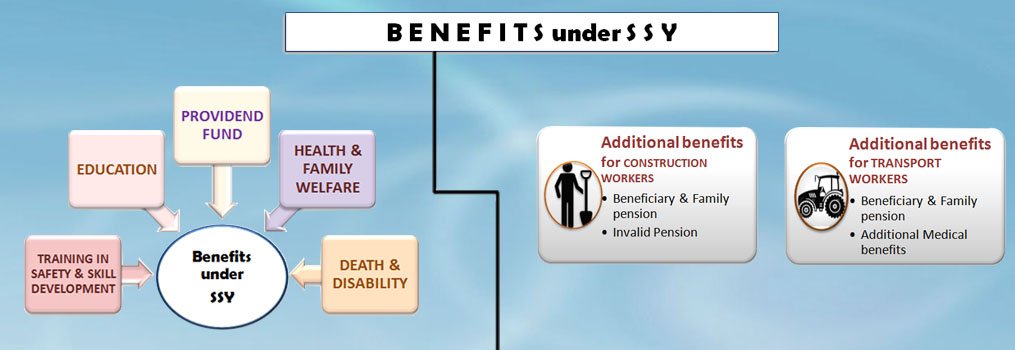 BENEFITS under SSY
PROVIDEND
FUND
EDUCATION
HEALTH &
FAMILY
WELFARE
TRAINING IN
SAFETY & SKILL
DEVELOPMENT
Benefits
under
SSY
DEATH &
DISABILITY
Additional benefits
for CONSTRUCTION
WORKERS
• Beneficiary & Family
pension
• Invalid Pension
Additional benefits
for TRANSPORT
WORKERS
• Beneficiary & Family
pension
• Additional Medical
benefits